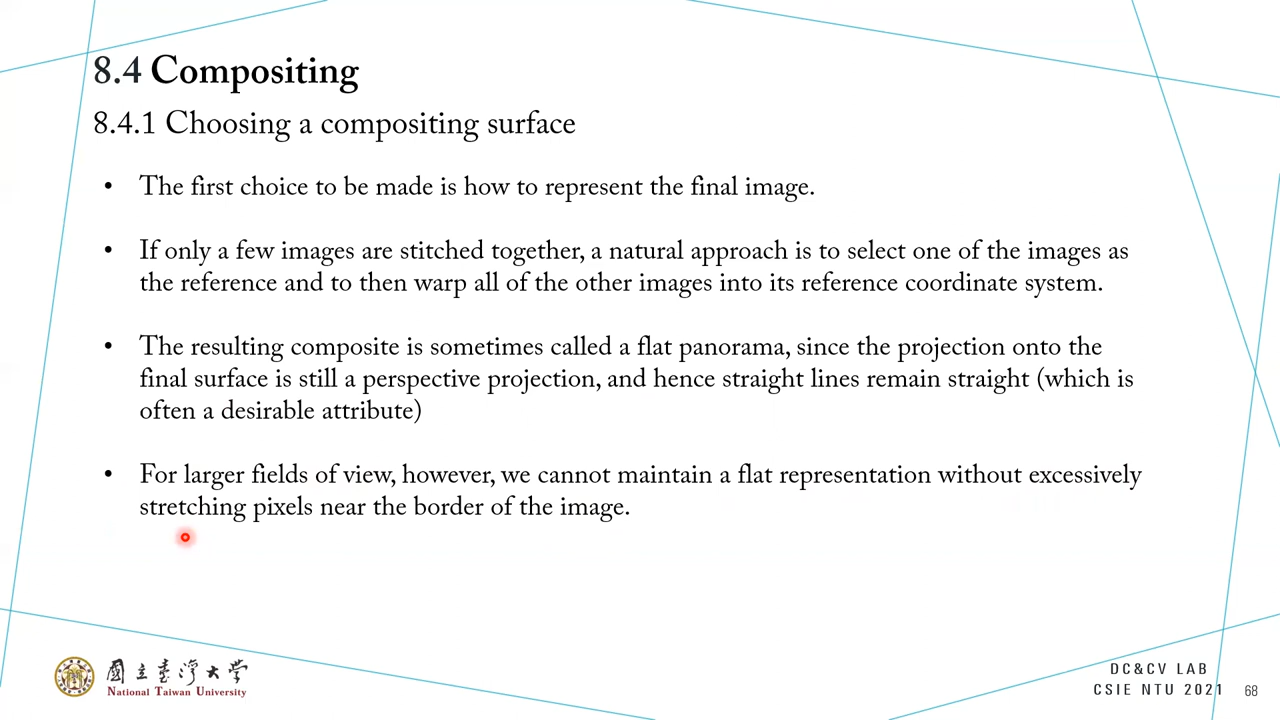 8.4 Compositing
8.4.1 Choosing a compositing surface
• The first choice to be made is how to represent the final image.
• If only a few images are stitched together, a natural approach is to select one of the images as
the reference and to then warp all of the other images into its reference coordinate system.
• The resulting composite is sometimes called a flat panorama, since the projection onto the
final surface is still a perspective projection, and hence straight lines remain straight (which is
often a desirable attribute)
• For larger fields of view, however, we cannot maintain a flat representation without excessively
stretching pixels near the border of the image.
國立臺灣大學
National Taiwan University
DC&CV LAB
CSIE NTU 2021
68